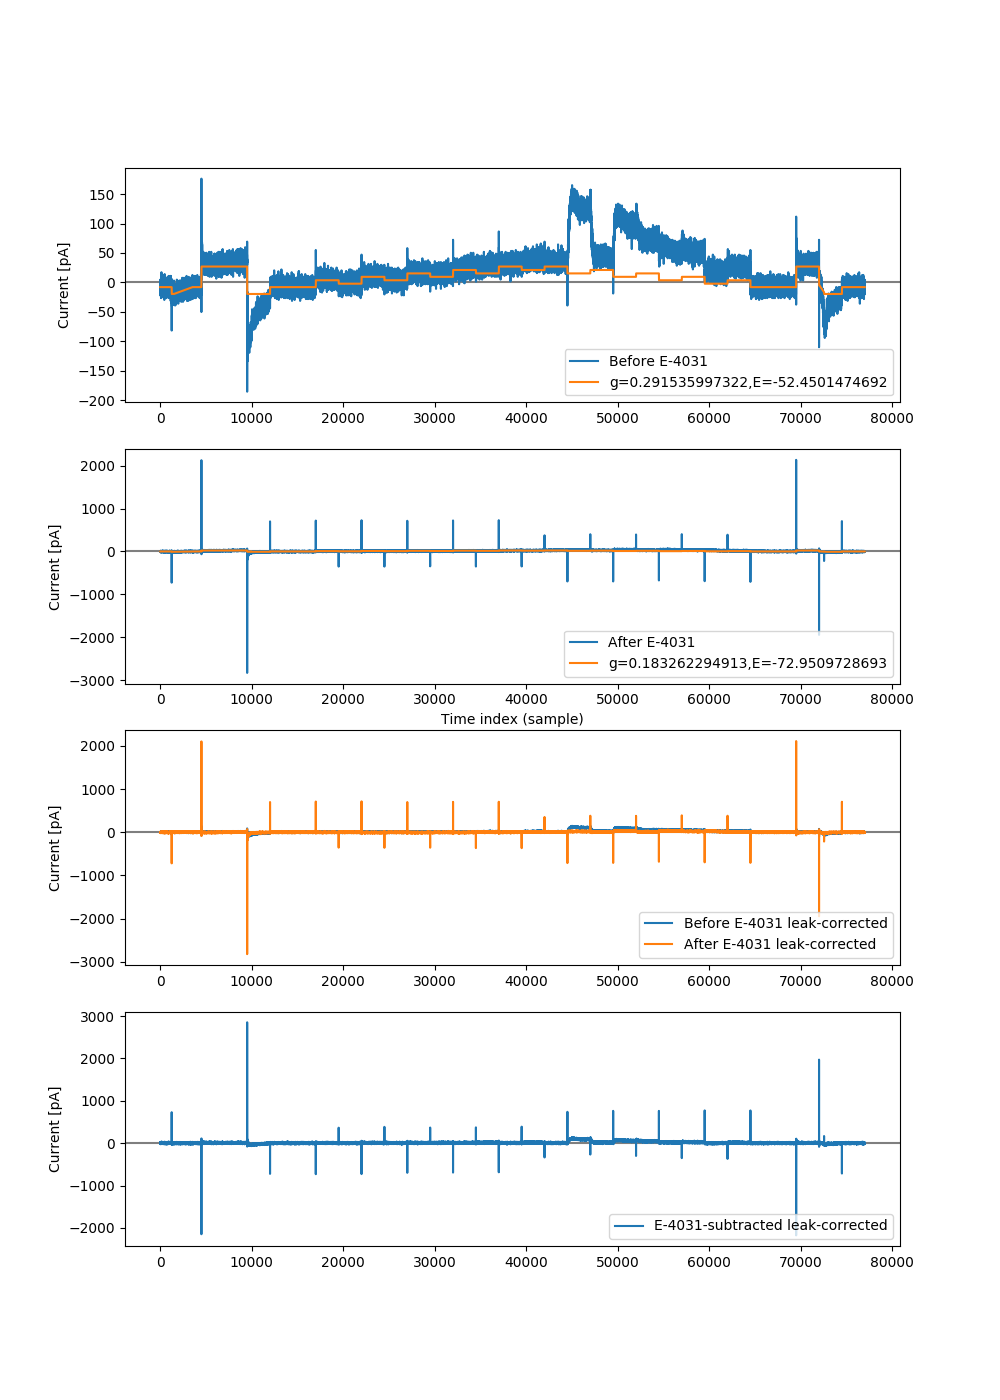 150
100
50
0
−50
−100
−150
−200
Current [pA]
Before E-4031
g=0.291535997322,E=-52.4501474692
0 10000 20000 30000 40000 50000 60000 70000 80000
2000
1000
0
−1000
−2000
−3000
Current [pA]
After E-4031
g=0.183262294913,E=-72.9509728693
0 10000 20000 30000 40000 50000 60000 70000 80000
Time index (sample)
2000
1000
0
−1000
−2000
−3000
Current [pA]
Before E-4031 leak-corrected
After E-4031 leak-corrected
0 10000 20000 30000 40000 50000 60000 70000 80000
3000
2000
1000
0
−1000
−2000
Current [pA]
E-4031-subtracted leak-corrected
0 10000 20000 30000 40000 50000 60000 70000 80000